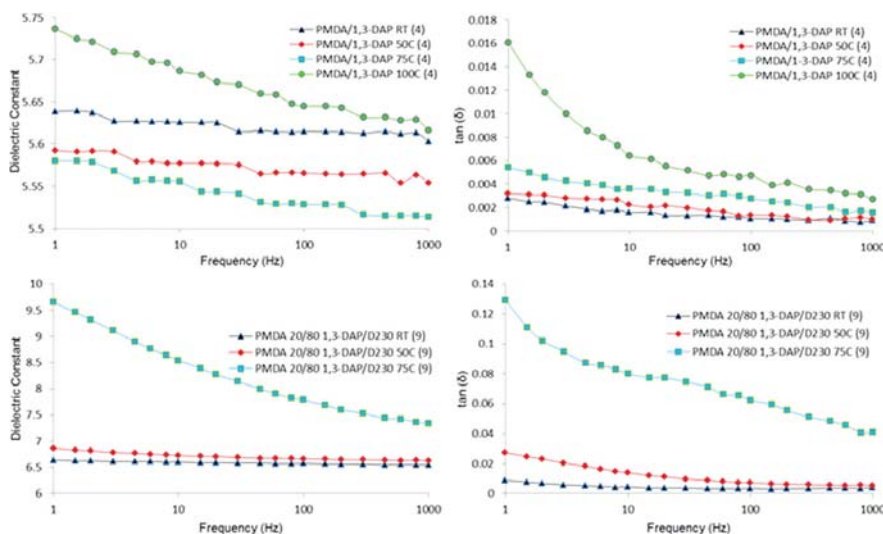 5.75
5.7
5.65
5.6
5.55
5.5
Dielectric Constant
PMDA/1,3-DAP RT (4)
PMDA/1,3-DAP 50C (4)
PMDA/1,3-DAP 75C (4)
PMDA/1,3-DAP 100C (4)
1 10 100 1000
Frequency (Hz)
0.02
0.018
0.016
0.014
0.012
0.01
0.008
0.006
0.004
0.002
0
tan (δ)
PMDA/1,3-DAP RT (4)
PMDA/1,3-DAP 50C (4)
PMDA/1-3-DAP 75C (4)
PMDA/1,3-DAP 100C (4)
1 10 100 1000
Frequency (Hz)
10
9.5
9
8.5
8
7.5
7
6.5
6
Dielectric Constant
PMDA 20/80 1,3-DAP/D230 RT (9)
PMDA 20/80 1,3-DAP/D230 50C (9)
PMDA 20/80 1,3-DAP/D230 75C (9)
1 10 100 1000
Frequency (Hz)
0.14
0.12
0.1
0.08
0.06
0.04
0.02
0
tan (δ)
PMDA 20/80 1,3-DAP/D230 RT (9)
PMDA 20/80 1,3-DAP/D230 50C (9)
PMDA 20/80 1,3-DAP/D230 75C (9)
1 10 100 1000
Frequency (Hz)